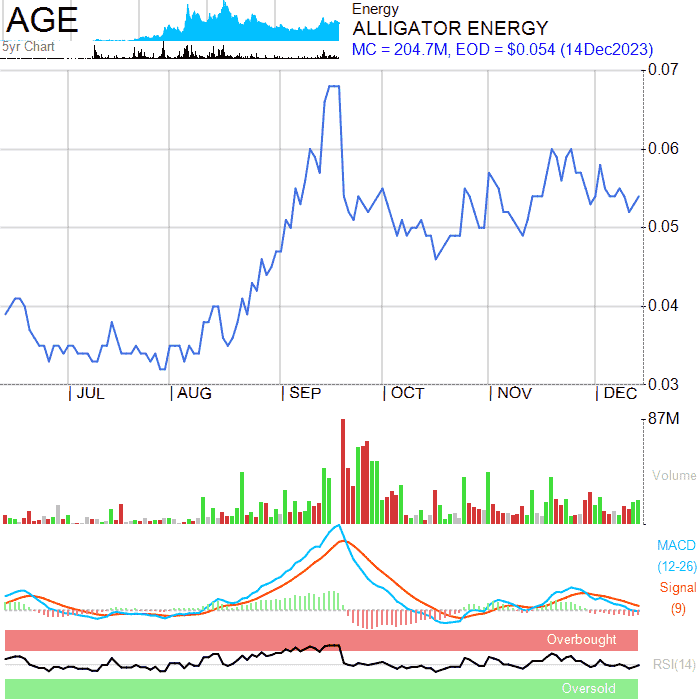 AGE
5yr Chart
Energy
ALLIGATOR ENERGY
MC = 204.7M, EOD = $0.054 (14Dec2023)
0.07
0.06
0.05
0.04
0.03
JUL AUG SEP OCT NOV DEC
87M
Volume
MACD
(12-26)
Signal
(9)
Overbought
RSI(14)
Oversold